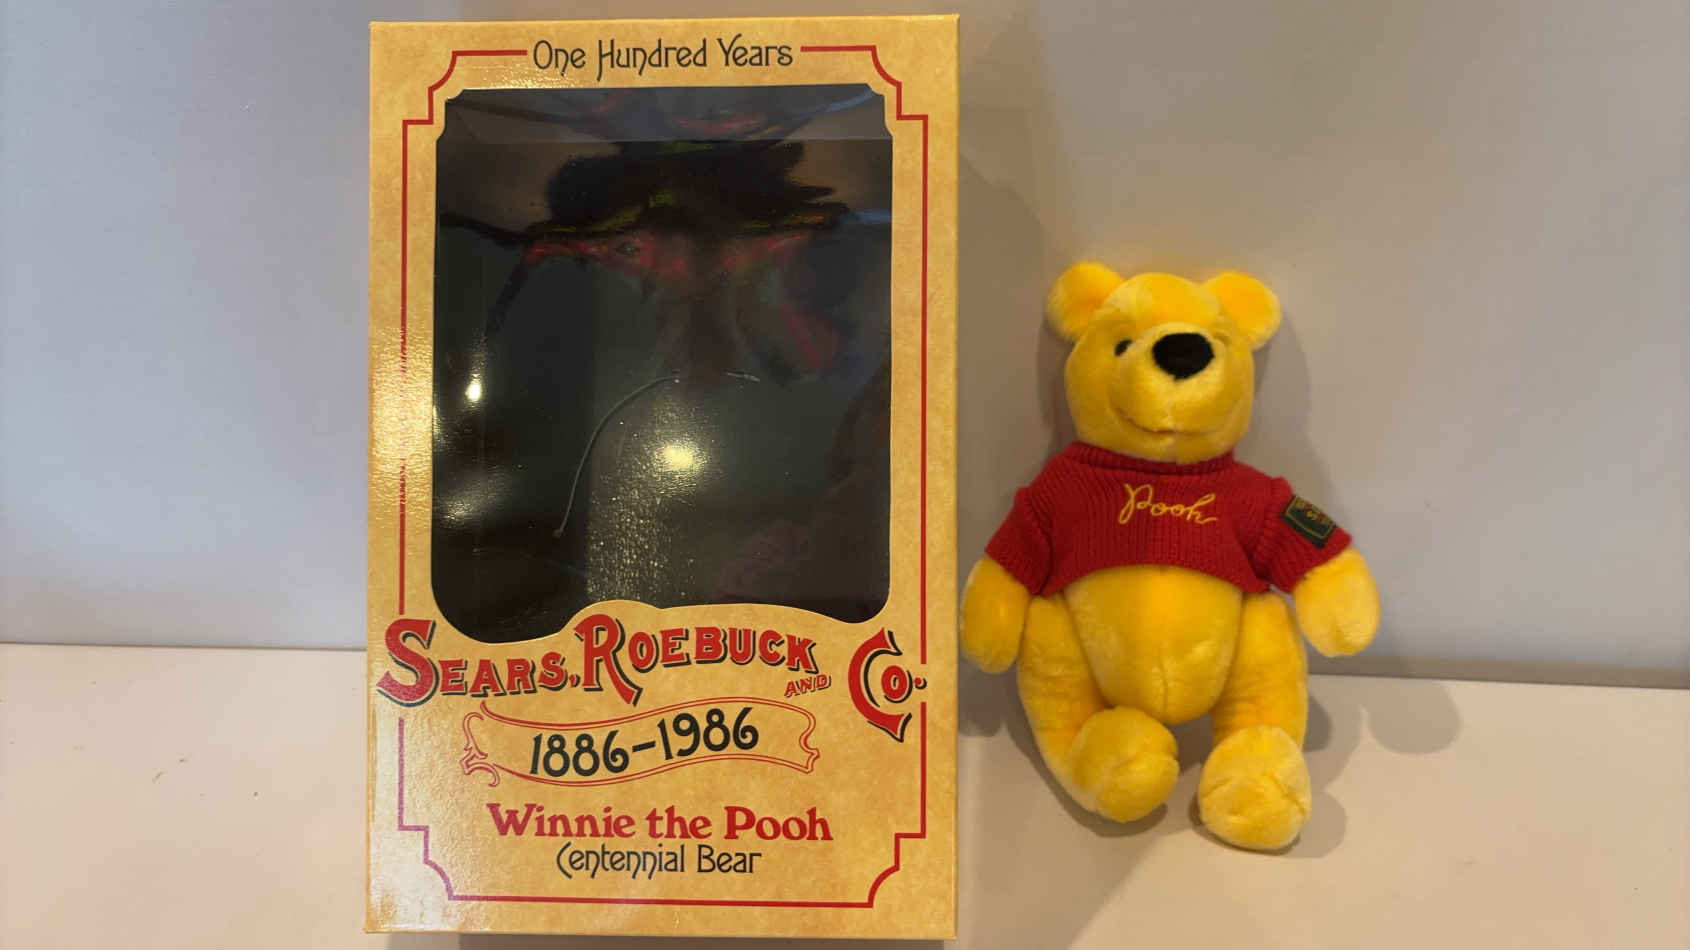 One Hundred Years
Sears, Roebuck and Co.
1886-1986
Winnie the Pooh
Centennial Bear
Pooh